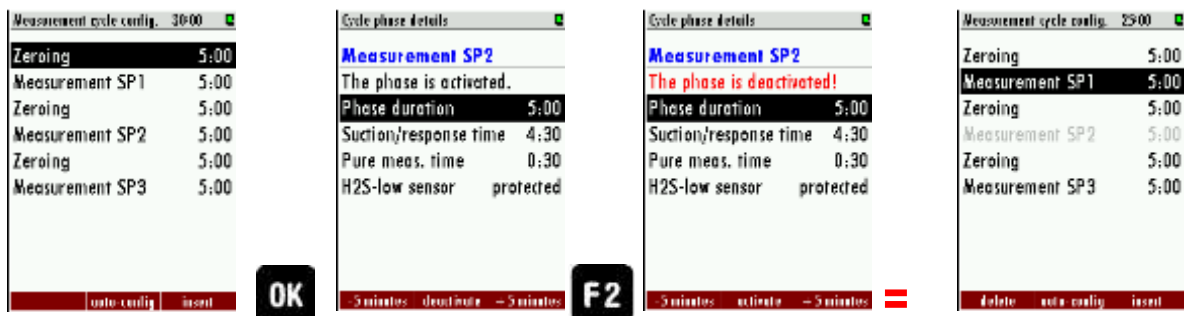 Measurement cycle config. 30:00
Zeroing 5:00
Measurement SP1 5:00
Zeroing 5:00
Measurement SP2 5:00
Zeroing 5:00
Measurement SP3 5:00
auto-config insert
OK
Cycle phase details
Measurement SP2
The phase is activated.
Phase duration 5:00
Suction/response time 4:30
Pure meas. time 0:30
H2S-low sensor protected
-5 minutes deactivate +5 minutes
F2
Cycle phase details
Measurement SP2
The phase is deactivated!
Phase duration 5:00
Suction/response time 4:30
Pure meas. time 0:30
H2S-low sensor protected
-5 minutes activate +5 minutes
=
Measurement cycle config. 25:00
Zeroing 5:00
Measurement SP1 5:00
Zeroing 5:00
Measurement SP2 5:00
Zeroing 5:00
Measurement SP3 5:00
delete auto-config insert